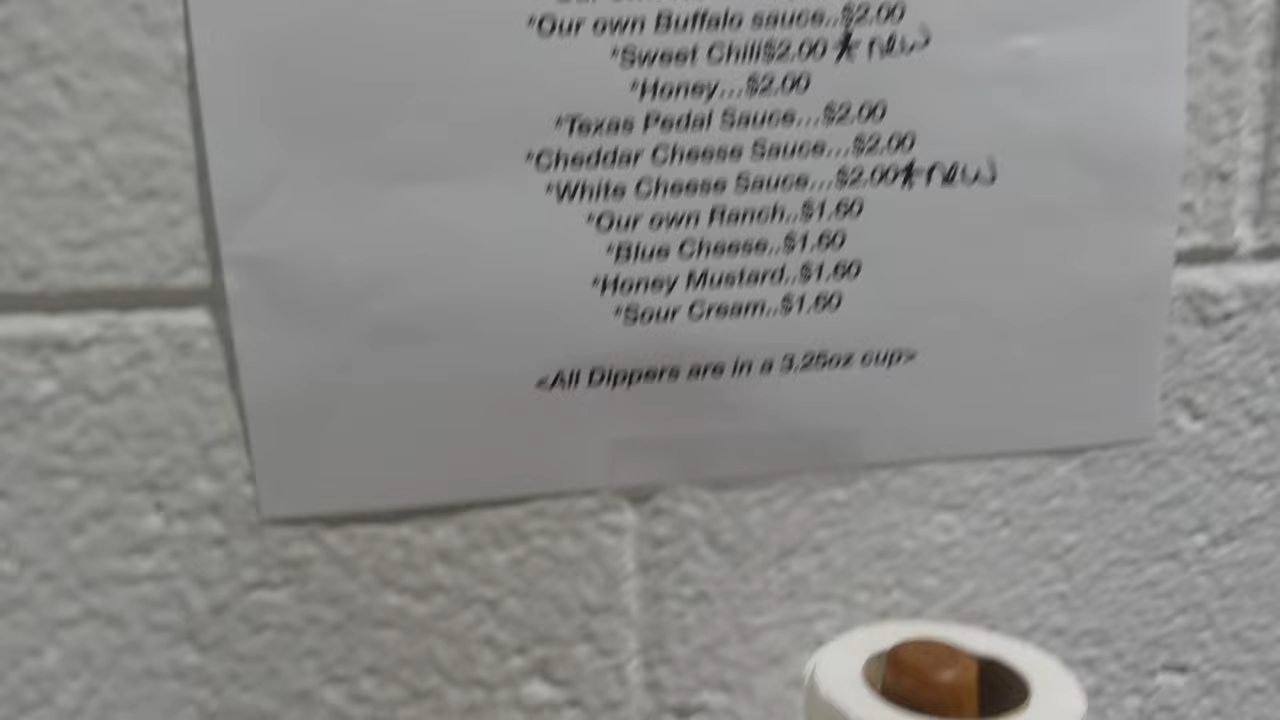 *Our own Buffalo sauce..$2.00
*Sweet Chili$2.00 * new
*Honey...$2.00
*Texas Pedal Sauce...$2.00
*Cheddar Cheese Sauce...$2.00
*White Cheese Sauce...$2.00* new
*Our own Ranch..$1.60
*Blue Cheese..$1.60
*Honey Mustard..$1.60
*Sour Cream..$1.60
<All Dippers are in a 3.25oz cup>